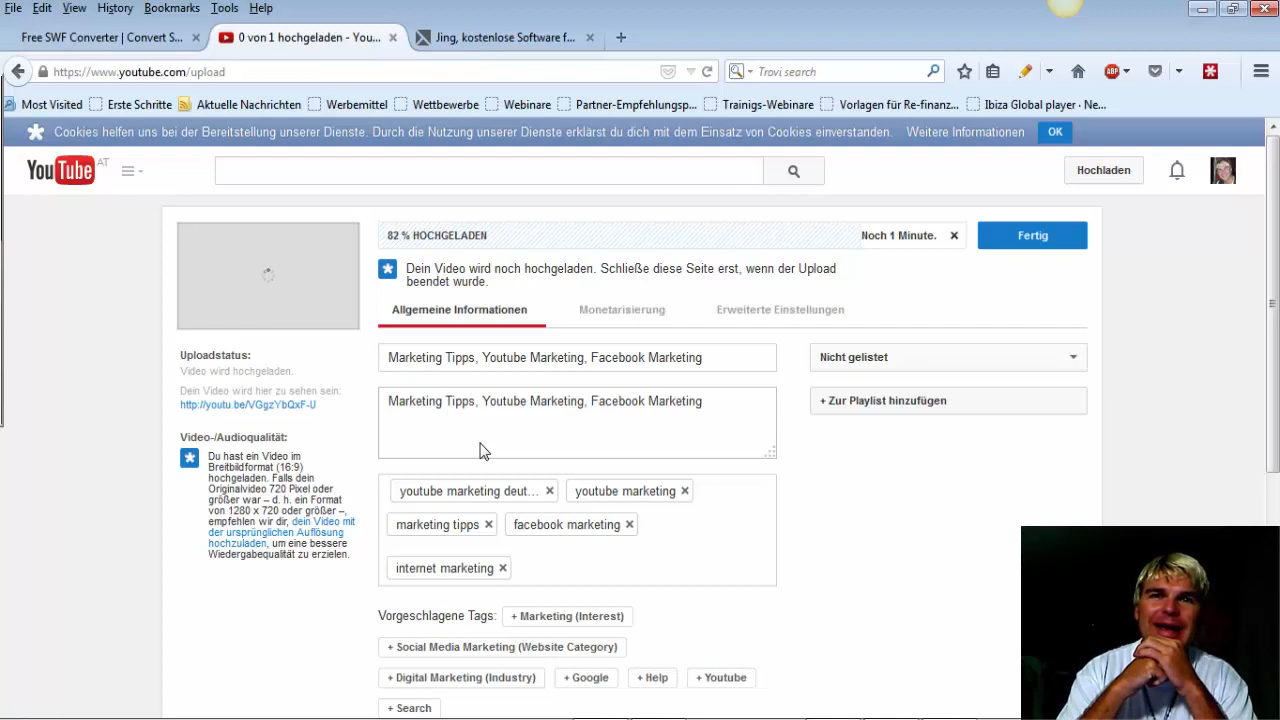 File Edit View History Bookmarks Tools Help
Free SWF Converter | Convert S... × 0 von 1 hochgeladen - You... × Jing, kostenlose Software f... × +
https://www.youtube.com/upload Trovi search ABP
Most Visited Erste Schritte Aktuelle Nachrichten Werbemittel Wettbewerbe Webinare Partner-Empfehlungsp... Trainigs-Webinare Vorlagen für Re-finanz... Ibiza Global player · Ne...
Cookies helfen uns bei der Bereitstellung unserer Dienste. Durch die Nutzung unserer Dienste erklärst du dich mit dem Einsatz von Cookies einverstanden. Weitere Informationen OK
YouTube AT Hochladen
82 % HOCHGELADEN Noch 1 Minute. × Fertig
Dein Video wird noch hochgeladen. Schließe diese Seite erst, wenn der Upload
beendet wurde.
Allgemeine Informationen Monetarisierung Erweiterte Einstellungen
Marketing Tipps, Youtube Marketing, Facebook Marketing
Nicht gelistet
Marketing Tipps, Youtube Marketing, Facebook Marketing
+ Zur Playlist hinzufügen
Uploadstatus:
Video wird hochgeladen.
Dein Video wird hier zu sehen sein:
http://youtu.be/VGgzYbQxF-U
Video-/Audioqualität:
Du hast ein Video im
Breitbildformat (16:9)
hochgeladen. Falls dein
Originalvideo 720 Pixel oder
größer war – d. h. ein Format
von 1280 x 720 oder größer –,
empfehlen wir dir, dein Video mit
der ursprünglichen Auflösung
hochzuladen, um eine bessere
Wiedergabequalität zu erzielen.
youtube marketing deut... × youtube marketing ×
marketing tipps × facebook marketing ×
internet marketing ×
Vorgeschlagene Tags: + Marketing (Interest)
+ Social Media Marketing (Website Category)
+ Digital Marketing (Industry) + Google + Help + Youtube
+ Search